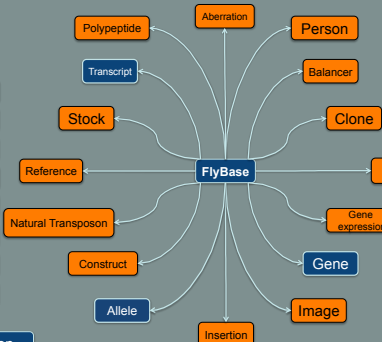 Aberration
Polypeptide
Person
Transcript
Balancer
Stock
Clone
Reference
FlyBase
Natural Transposon
Gene
expression
Construct
Gene
Allele
Image
Insertion